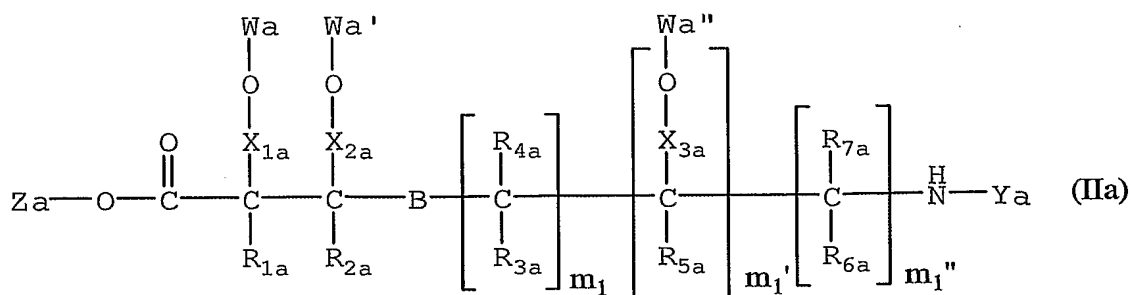 Wa Wa' Wa"
O O O
O X₁ₐ X₂ₐ R₄ₐ X₃ₐ R₇ₐ
Za—O—C—C—C—B—C—C—C—N—Ya (IIa)
H
R₁ₐ R₂ₐ R₃ₐ R₅ₐ R₆ₐ
m₁ m₁' m₁"